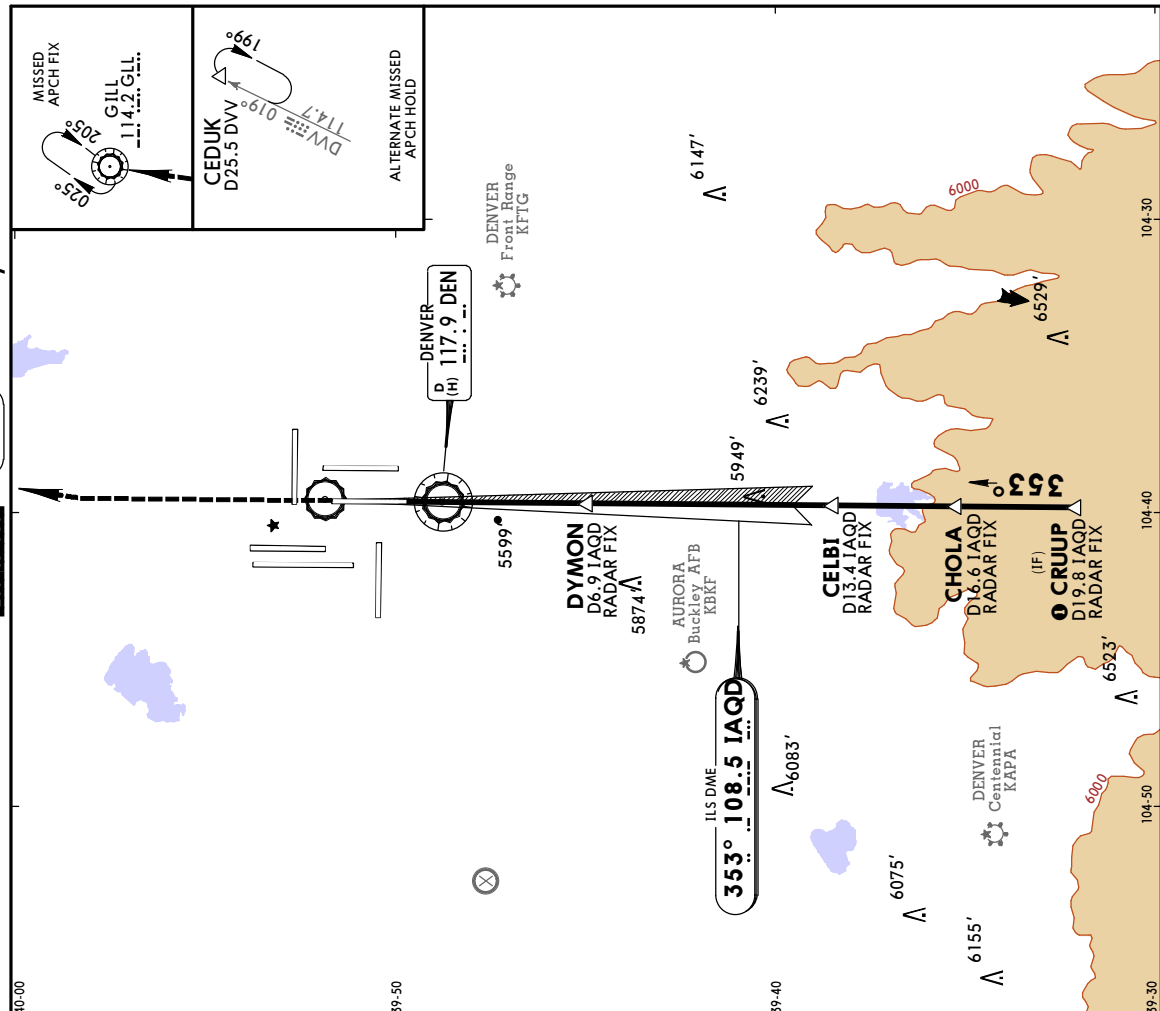 MISSED
APCH FIX
GILL
114.2 GLL
025°
205°
CEDUK
D25.5 DVV
199°
019°
DVV
114.7
ALTERNATE MISSED
APCH HOLD
40-00
39-50
39-40
39-30
104-30
104-40
104-50
DENVER
Front Range
KFTG
6147'
DENVER
D
(H)
117.9 DEN
6000
6529'
6239'
5949'
5599'
DYMON
D6.9 IAQD
RADAR FIX
5874'
AURORA
Buckley AFB
KBKF
CELBI
D13.4 IAQD
RADAR FIX
CHOLA
D16.6 IAQD
RADAR FIX
353°
(IF)
1 CRUUP
D19.8 IAQD
RADAR FIX
ILS DME
353° 108.5 IAQD
6083'
6523'
DENVER
Centennial
KAPA
6000
6075'
6155'
X